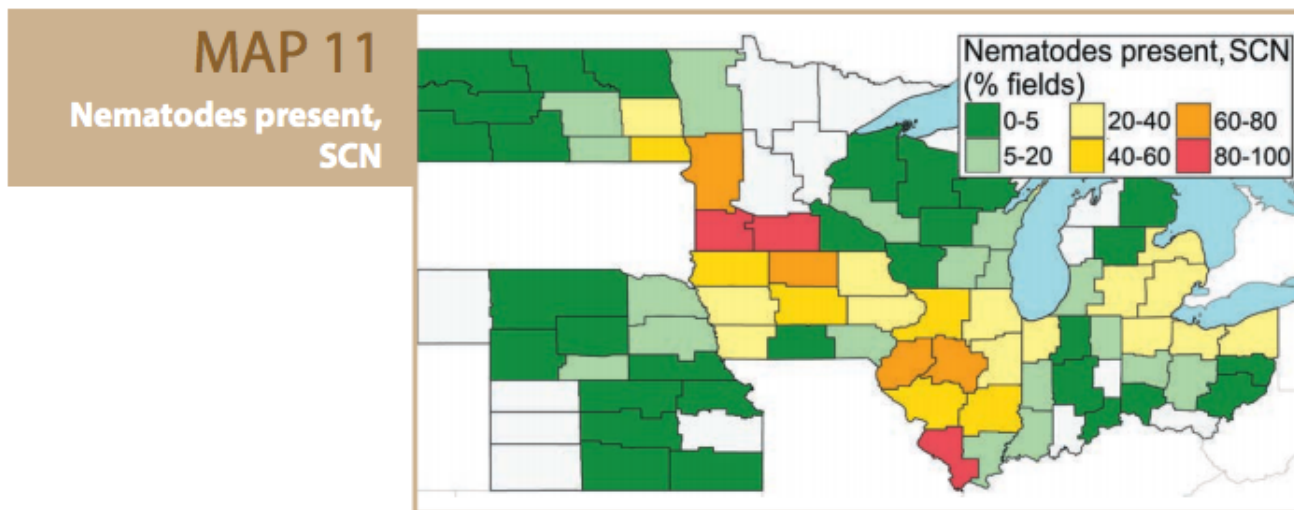 MAP 11
Nematodes present,
SCN
Nematodes present, SCN
(% fields)
0-5
20-40
60-80
5-20
40-60
80-100